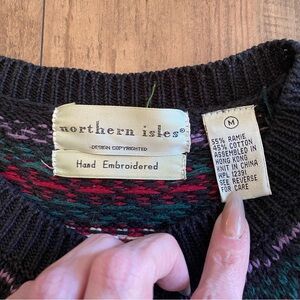 northern isles®
DESIGN COPYRIGHTED
Hand Embroidered
M
55% RAMIE
45% COTTON
ASSEMBLED IN
HONG KONG
KNIT IN CHINA
WPL 12391
SEE REVERSE
FOR CARE